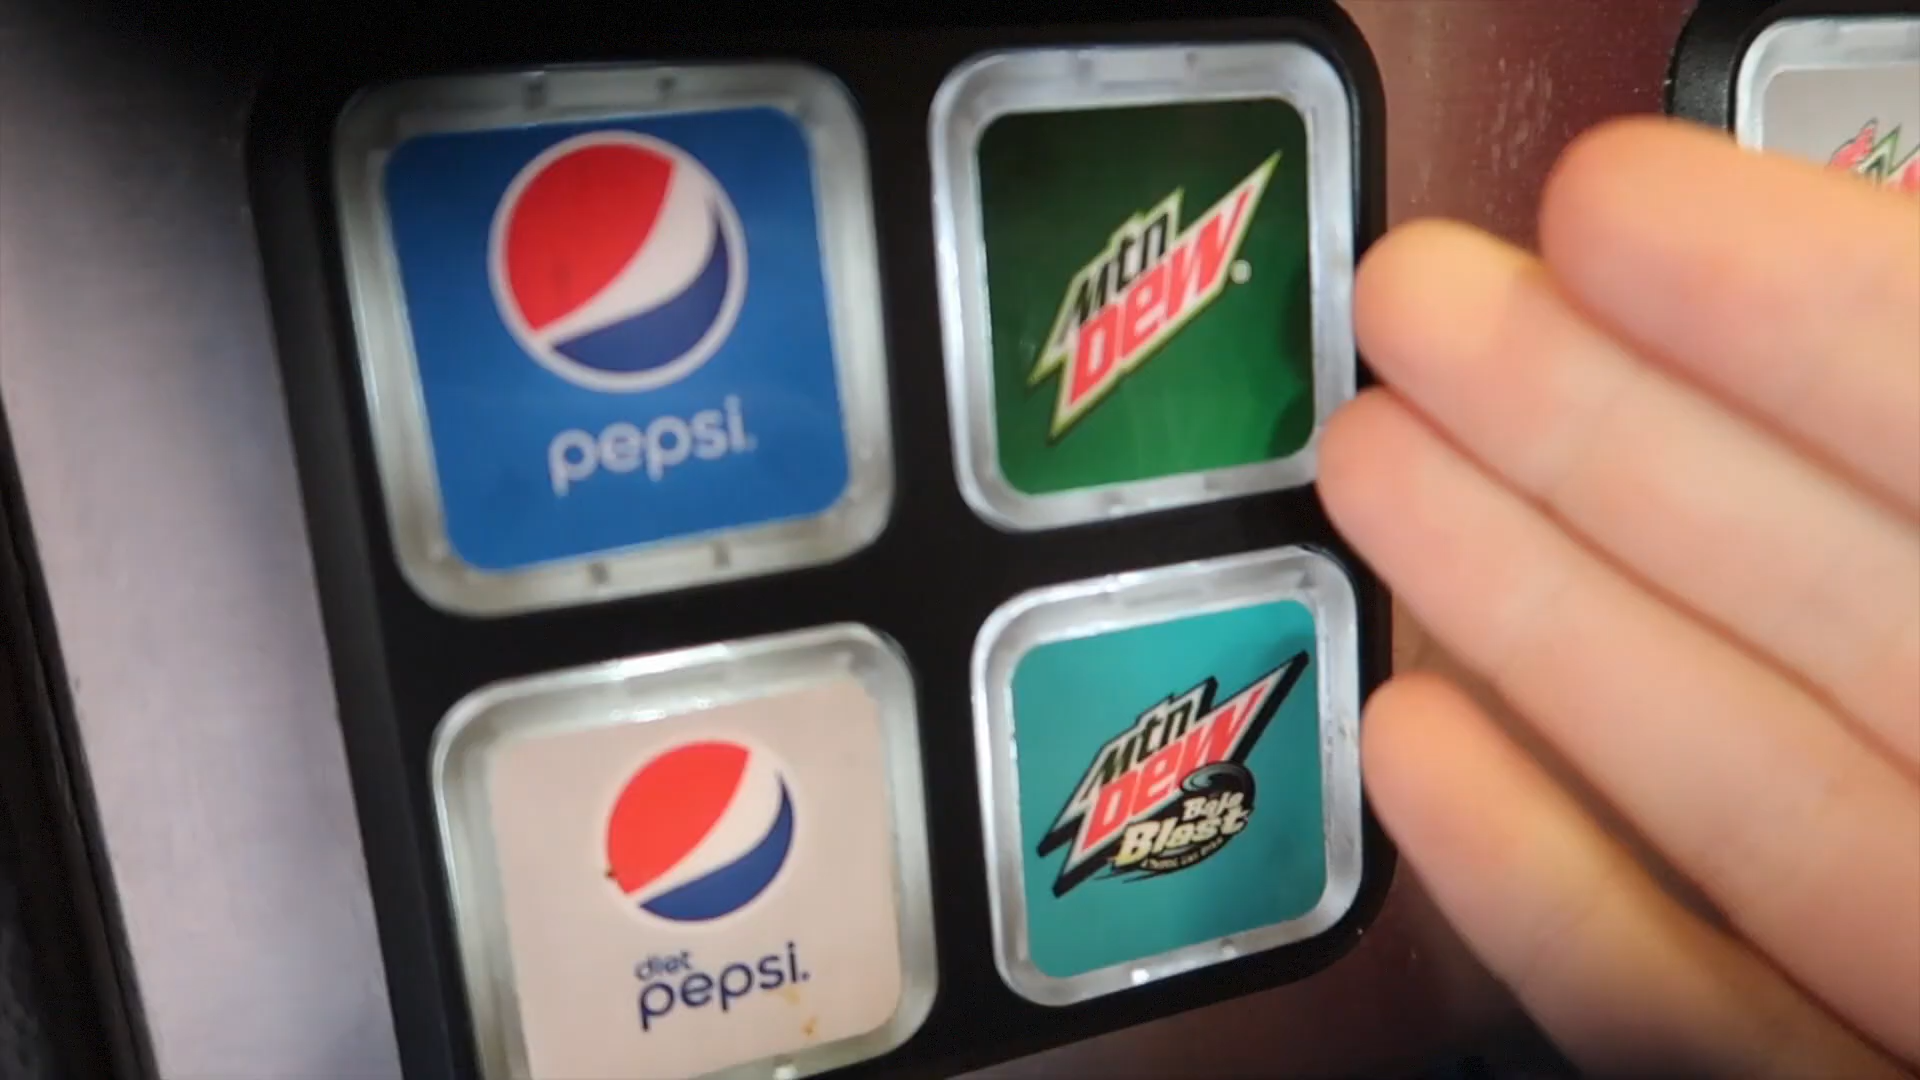 pepsi.
Mtn
Dew®
diet
pepsi.
Mtn
Dew
Baja
Blast